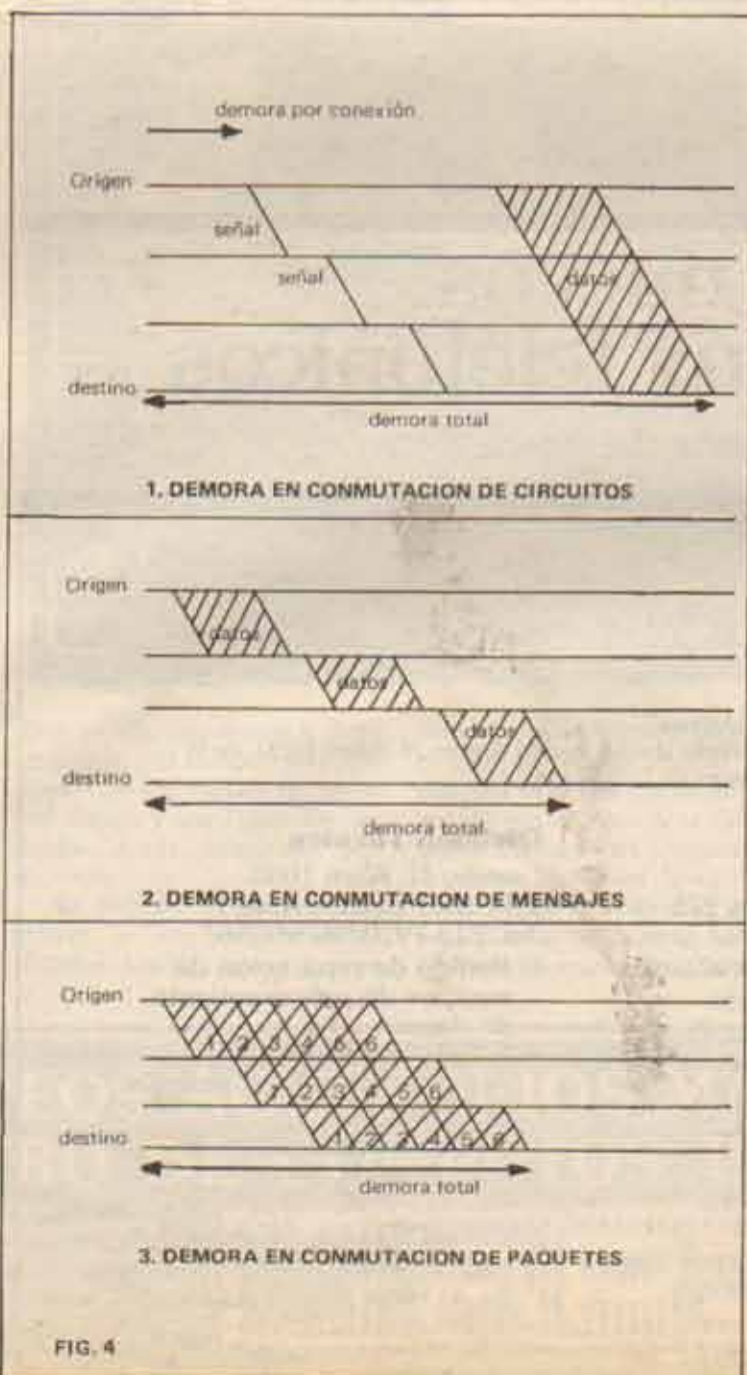 demora por conexión
Origen
señal
señal
datos
destino
demora total
1. DEMORA EN CONMUTACION DE CIRCUITOS
Origen
datos
datos
datos
destino
demora total
2. DEMORA EN CONMUTACION DE MENSAJES
Origen
1 2 3 4 5 6
1 2 3 4 5 6
1 2 3 4 5 6
destino
demora total
3. DEMORA EN CONMUTACION DE PAQUETES
FIG. 4